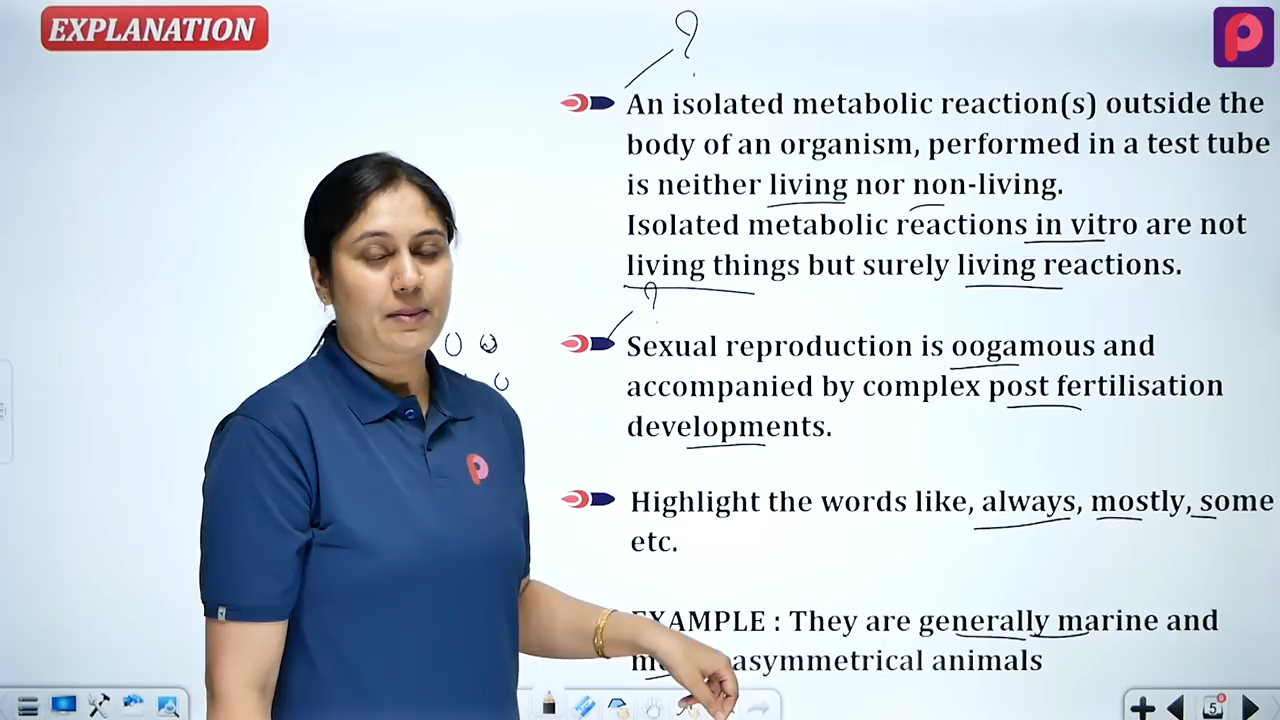 EXPLANATION
?
An isolated metabolic reaction(s) outside the
body of an organism, performed in a test tube
is neither living nor non-living.
Isolated metabolic reactions in vitro are not
living things but surely living reactions.
?
Sexual reproduction is oogamous and
accompanied by complex post fertilisation
developments.
Highlight the words like, always, mostly, some
etc.
EXAMPLE : They are generally marine and
asymmetrical animals
5